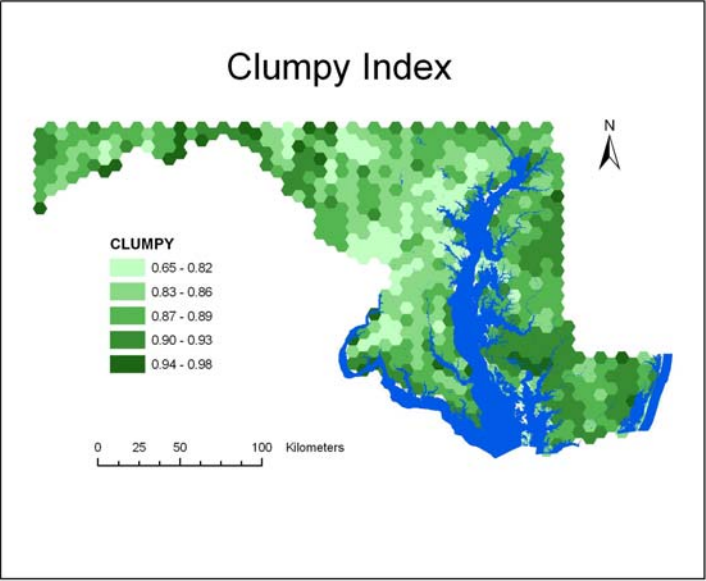 Clumpy Index
N
CLUMPY
0.65 - 0.82
0.83 - 0.86
0.87 - 0.89
0.90 - 0.93
0.94 - 0.98
0 25 50 100 Kilometers